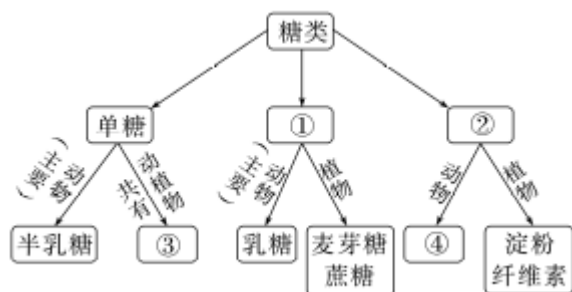 糖类
单糖
①
②
动物
(主要)
动植物
共有
动物
(主要)
植物
动物
植物
半乳糖
③
乳糖
麦芽糖
蔗糖
④
淀粉
纤维素